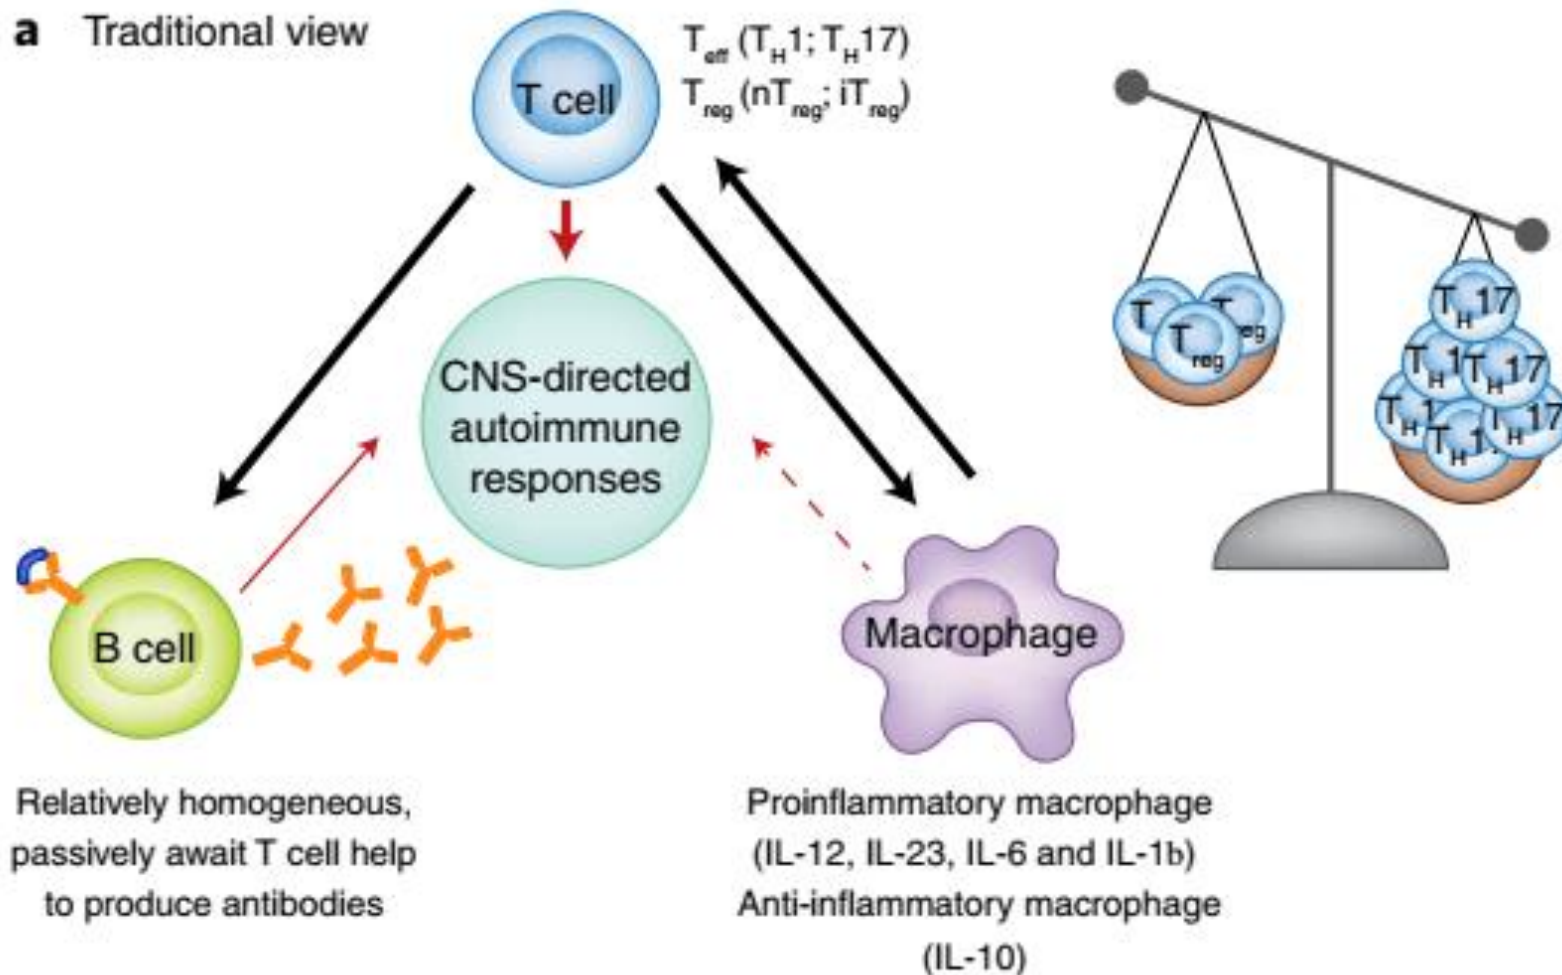 a Traditional view
T cell
Teff (TH1; TH17)
Treg (nTreg; iTreg)
CNS-directed
autoimmune
responses
B cell
Macrophage
T
Treg
Treg
TH17
TH1
TH17
TH1
TH1
TH17
Relatively homogeneous,
passively await T cell help
to produce antibodies
Proinflammatory macrophage
(IL-12, IL-23, IL-6 and IL-1b)
Anti-inflammatory macrophage
(IL-10)